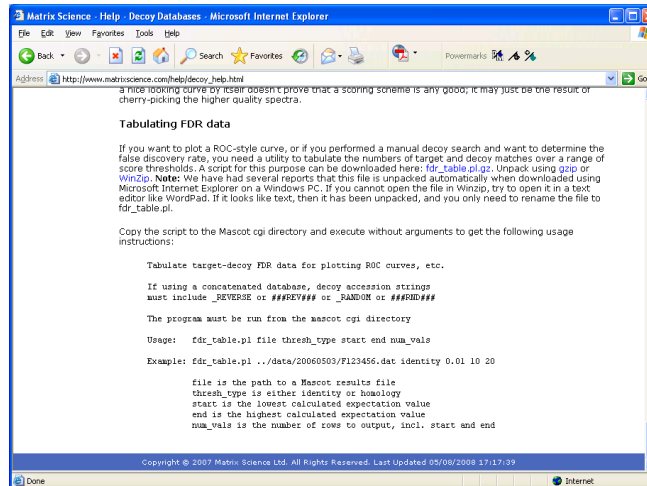 Matrix Science - Help - Decoy Databases - Microsoft Internet Explorer
File Edit View Favorites Tools Help
Back Search Favorites Powermarks
Address http://www.matrixscience.com/help/decoy_help.html Go
a nice looking curve by itself doesn't prove that a scoring scheme is any good; it may just be the result of
cherry-picking the higher quality spectra.
Tabulating FDR data
If you want to plot a ROC-style curve, or if you performed a manual decoy search and want to determine the
false discovery rate, you need a utility to tabulate the numbers of target and decoy matches over a range of
score thresholds. A script for this purpose can be downloaded here: fdr_table.pl.gz. Unpack using gzip or
WinZip. Note: We have had several reports that this file is unpacked automatically when downloaded using
Microsoft Internet Explorer on a Windows PC. If you cannot open the file in Winzip, try to open it in a text
editor like WordPad. If it looks like text, then it has been unpacked, and you only need to rename the file to
fdr_table.pl.
Copy the script to the Mascot cgi directory and execute without arguments to get the following usage
instructions:
Tabulate target-decoy FDR data for plotting ROC curves, etc.
If using a concatenated database, decoy accession strings
must include _REVERSE or ###REV### or _RANDOM or ###RND###
The program must be run from the mascot cgi directory
Usage: fdr_table.pl file thresh_type start end num_vals
Example: fdr_table.pl ../data/20060503/F123456.dat identity 0.01 10 20
file is the path to a Mascot results file
thresh_type is either identity or homology
start is the lowest calculated expectation value
end is the highest calculated expectation value
num_vals is the number of rows to output, incl. start and end
Copyright © 2007 Matrix Science Ltd. All Rights Reserved. Last Updated 05/08/2008 17:17:39
Done Internet